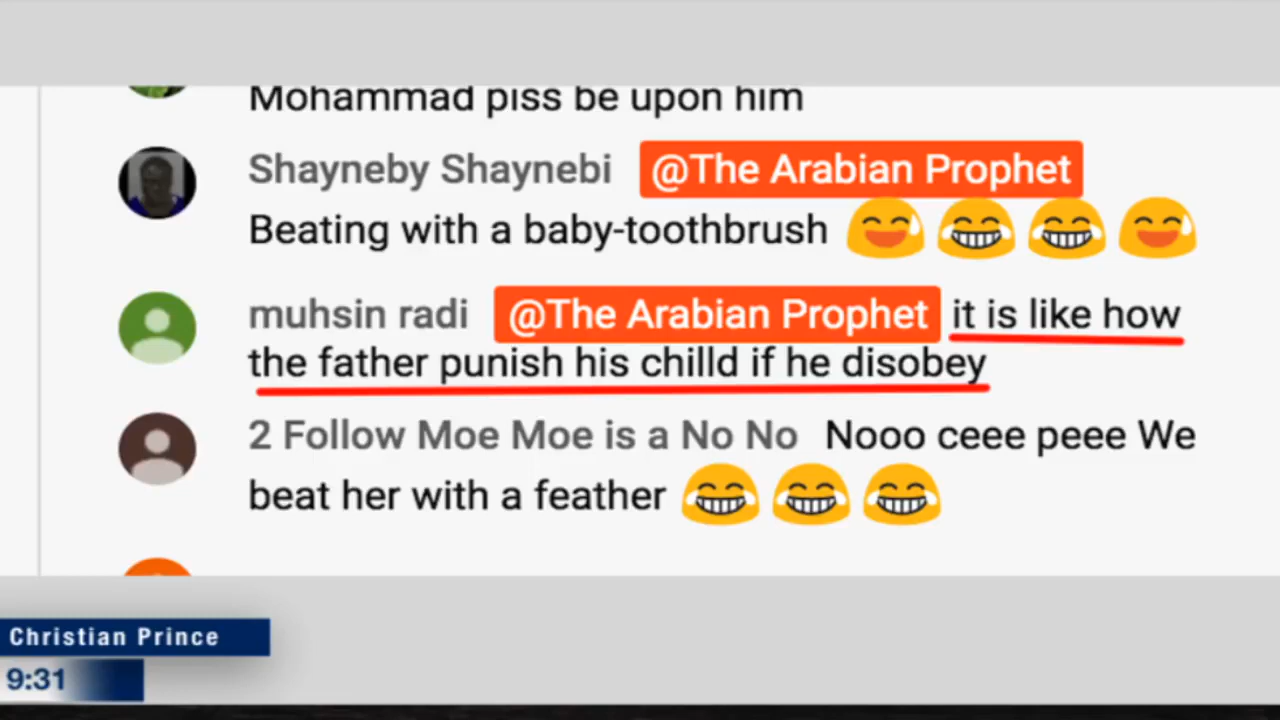 Mohammad piss be upon him
Shayneby Shaynebi @The Arabian Prophet
Beating with a baby-toothbrush
muhsin radi @The Arabian Prophet it is like how
the father punish his chilld if he disobey
2 Follow Moe Moe is a No No Nooo ceee peee We
beat her with a feather
Christian Prince
9:31